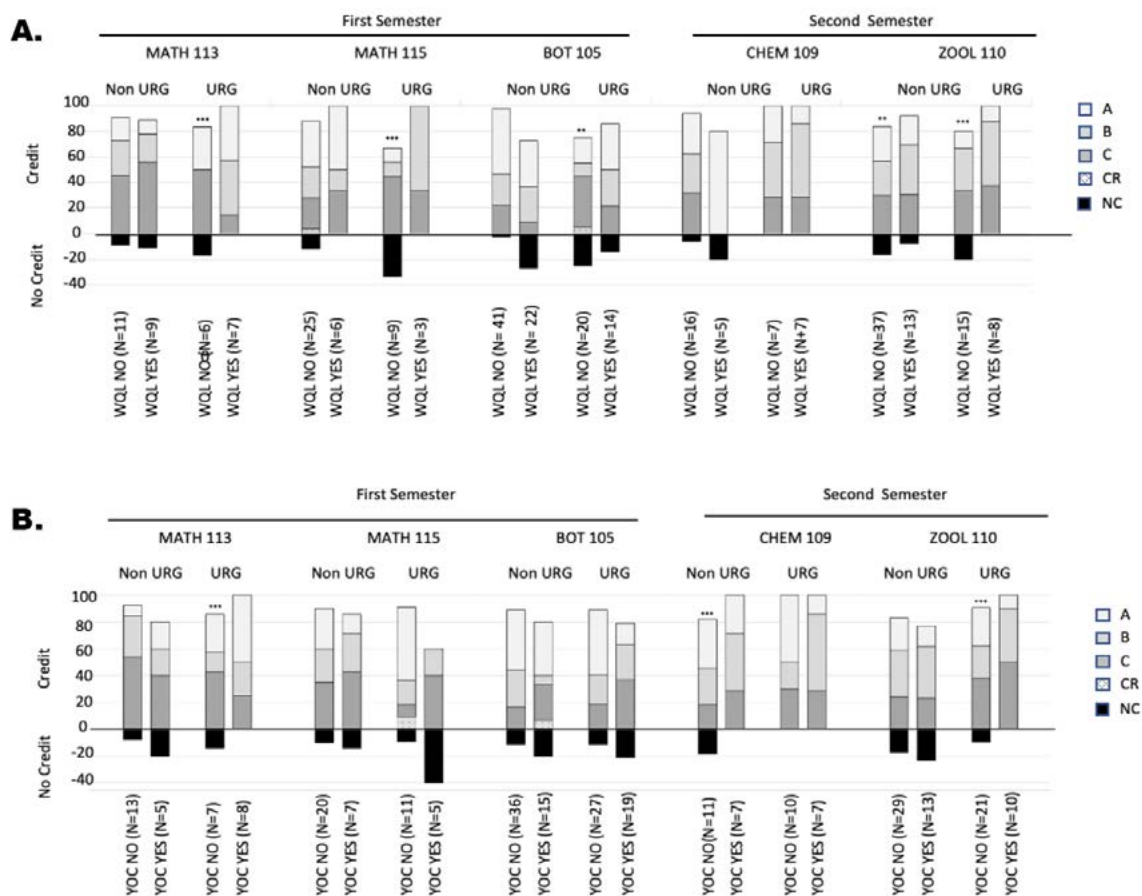 A.
First Semester Second Semester
MATH 113 MATH 115 BOT 105 CHEM 109 ZOOL 110
Non URG URG Non URG URG Non URG URG Non URG URG Non URG URG
100
80
60
40
20
0
-20
-40
Credit
No Credit
*** *** ** ** ***
A
B
C
CR
NC
WQL NO (N=11)
WQL YES (N=9)
WQL NO (N=6)
WQL YES (N=7)
WQL NO (N=25)
WQL YES (N=6)
WQL NO (N=9)
WQL YES (N=3)
WQL NO (N= 41)
WQL YES (N= 22)
WQL NO (N=20)
WQL YES (N=14)
WQL NO (N=16)
WQL YES (N=5)
WQL NO (N=7)
WQL YES (N+7)
WQL NO (N=37)
WQL YES (N=13)
WQL NO (N=15)
WQL YES (N=8)
B.
First Semester Second Semester
MATH 113 MATH 115 BOT 105 CHEM 109 ZOOL 110
Non URG URG Non URG URG Non URG URG Non URG URG Non URG URG
100
80
60
40
20
0
-20
-40
Credit
No Credit
*** *** ***
A
B
C
CR
NC
YOC NO (N=13)
YOC YES (N=5)
YOC NO (N=7)
YOC YES (N=8)
YOC NO (N=20)
YOC YES (N=7)
YOC NO (N=11)
YOC YES (N=5)
YOC NO (N=36)
YOC YES (N=15)
YOC NO (N=27)
YOC YES (N=19)
YOC NO(N=11)
YOC YES (N=7)
YOC NO (N=10)
YOC YES (N=7)
YOC NO (N=29)
YOC YES (N=13)
YOC NO (N=21)
YOC YES (N=10)